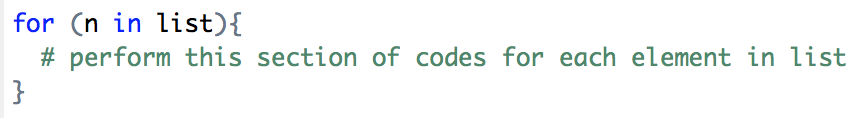 for (n in list){
  # perform this section of codes for each element in list
}